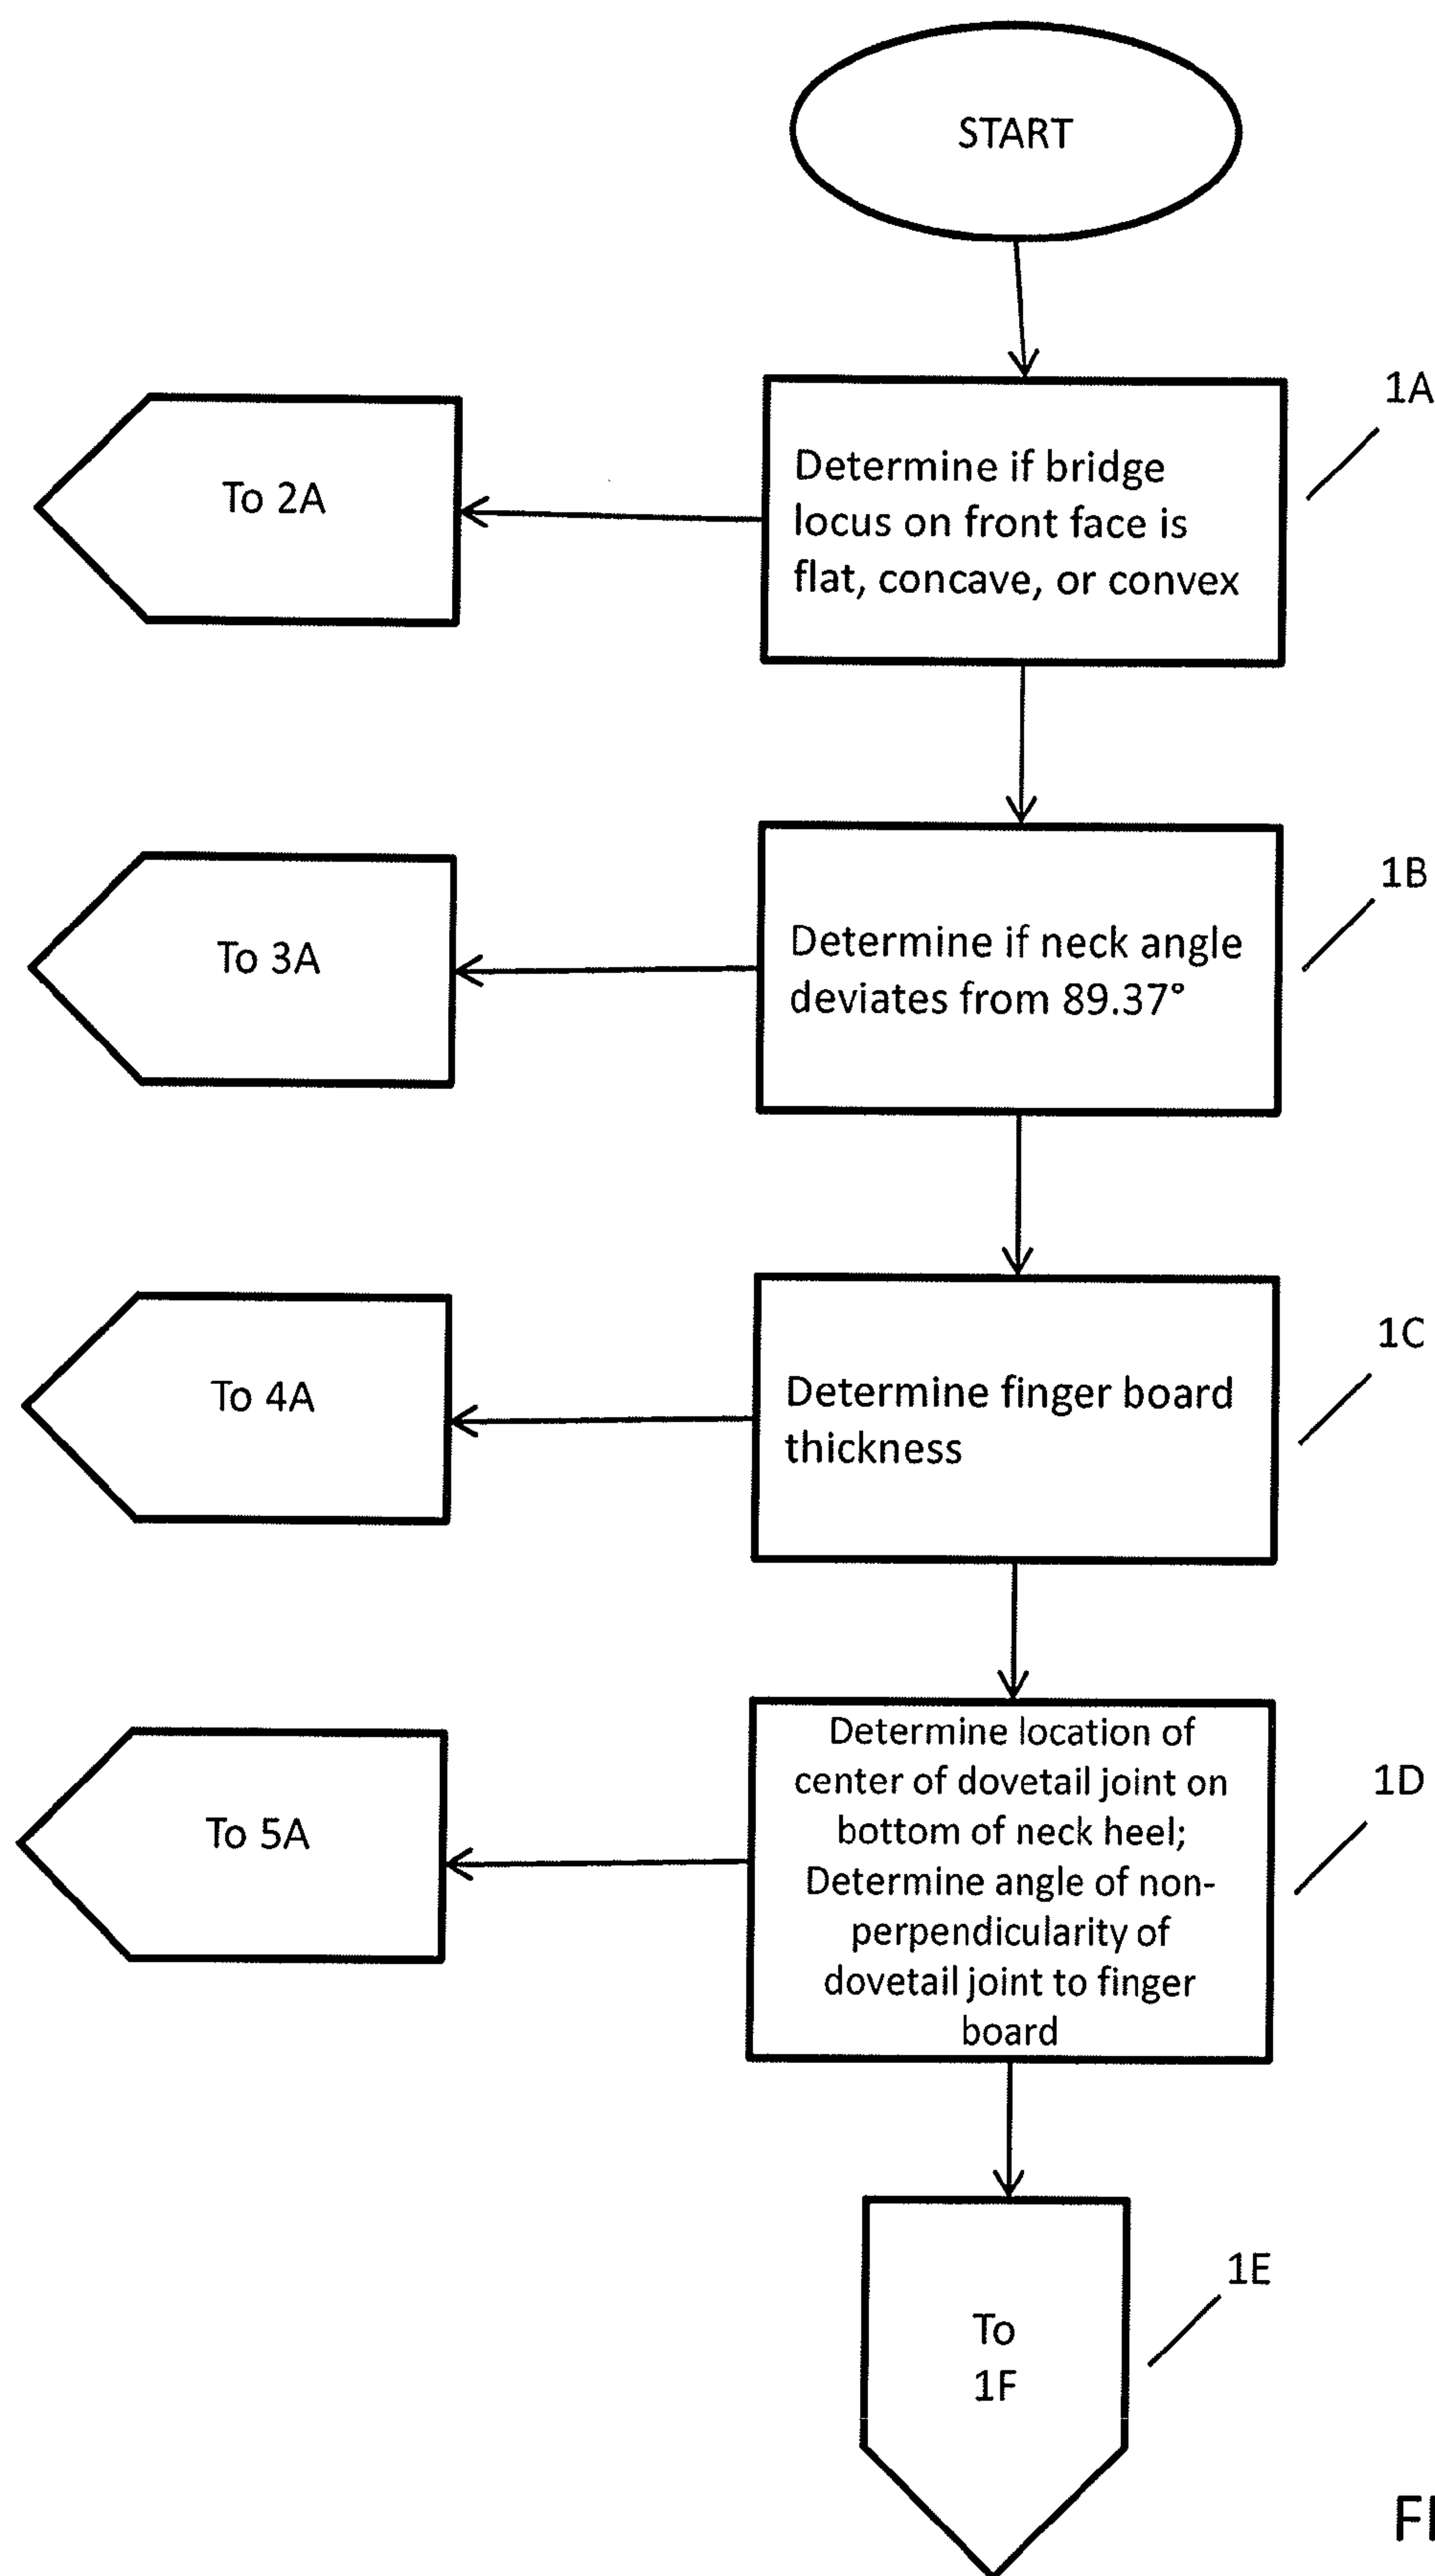 START
1A
To 2A
Determine if bridge
locus on front face is
flat, concave, or convex
1B
To 3A
Determine if neck angle
deviates from 89.37°
1C
To 4A
Determine finger board
thickness
1D
To 5A
Determine location of
center of dovetail joint on
bottom of neck heel;
Determine angle of non-
perpendicularity of
dovetail joint to finger
board
1E
To
1F